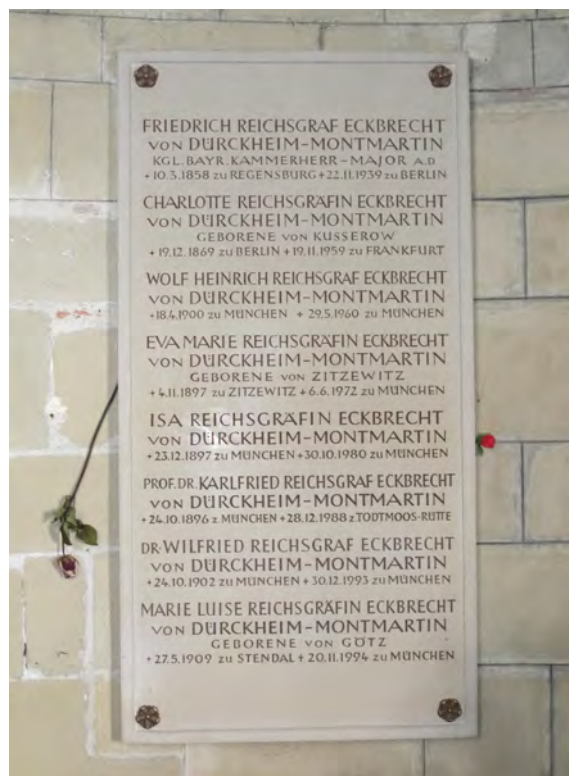 FRIEDRICH REICHSGRAF ECKBRECHT
VON DÜRCKHEIM-MONTMARTIN
KGL. BAYR. KAMMERHERR-MAJOR A.D
+10.3.1858 ZU REGENSBURG+22.11.1939 ZU BERLIN
CHARLOTTE REICHSGRÄFIN ECKBRECHT
VON DÜRCKHEIM-MONTMARTIN
GEBORENE VON KUSSEROW
+19.12.1869 ZU BERLIN +19.11.1959 ZU FRANKFURT
WOLF HEINRICH REICHSGRAF ECKBRECHT
VON DÜRCKHEIM-MONTMARTIN
+18.4.1900 ZU MÜNCHEN +29.5.1960 ZU MÜNCHEN
EVA MARIE REICHSGRÄFIN ECKBRECHT
VON DÜRCKHEIM-MONTMARTIN
GEBORENE VON ZITZEWITZ
+4.11.1897 ZU ZITZEWITZ +6.6.1972 ZU MÜNCHEN
ISA REICHSGRÄFIN ECKBRECHT
VON DÜRCKHEIM-MONTMARTIN
+23.12.1897 ZU MÜNCHEN +30.10.1980 ZU MÜNCHEN
PROF. DR. KARLFRIED REICHSGRAF ECKBRECHT
VON DÜRCKHEIM-MONTMARTIN
+24.10.1896 Z. MÜNCHEN +28.12.1988 Z. TODTMOOS-RÜTTE
DR. WILFRIED REICHSGRAF ECKBRECHT
VON DÜRCKHEIM-MONTMARTIN
+24.10.1902 ZU MÜNCHEN +30.12.1993 ZU MÜNCHEN
MARIE LUISE REICHSGRÄFIN ECKBRECHT
VON DÜRCKHEIM-MONTMARTIN
GEBORENE VON GÖTZ
+27.5.1909 ZU STENDAL +20.11.1994 ZU MÜNCHEN